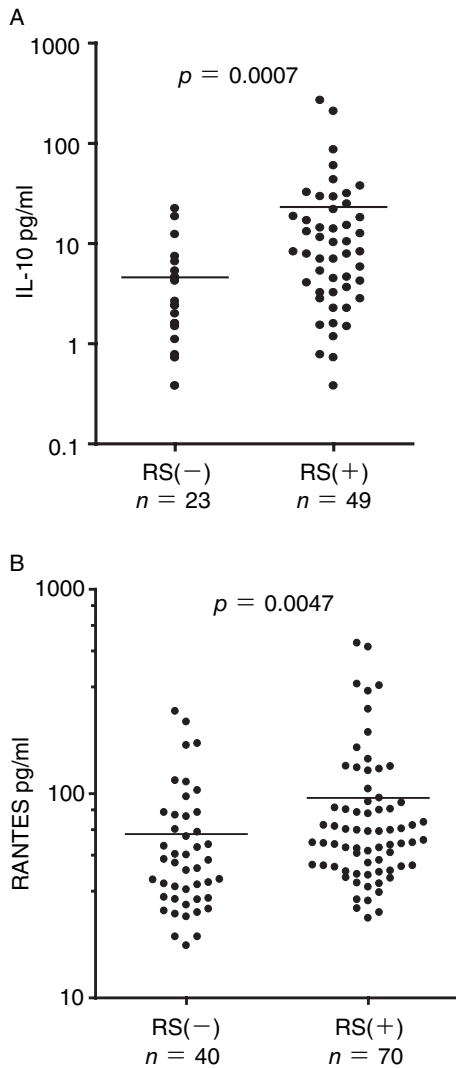 A
1000
p = 0.0007
100
IL-10 pg/ml
10
1
0.1
RS(−) RS(+)
n = 23 n = 49
B
1000
p = 0.0047
100
RANTES pg/ml
10
RS(−) RS(+)
n = 40 n = 70